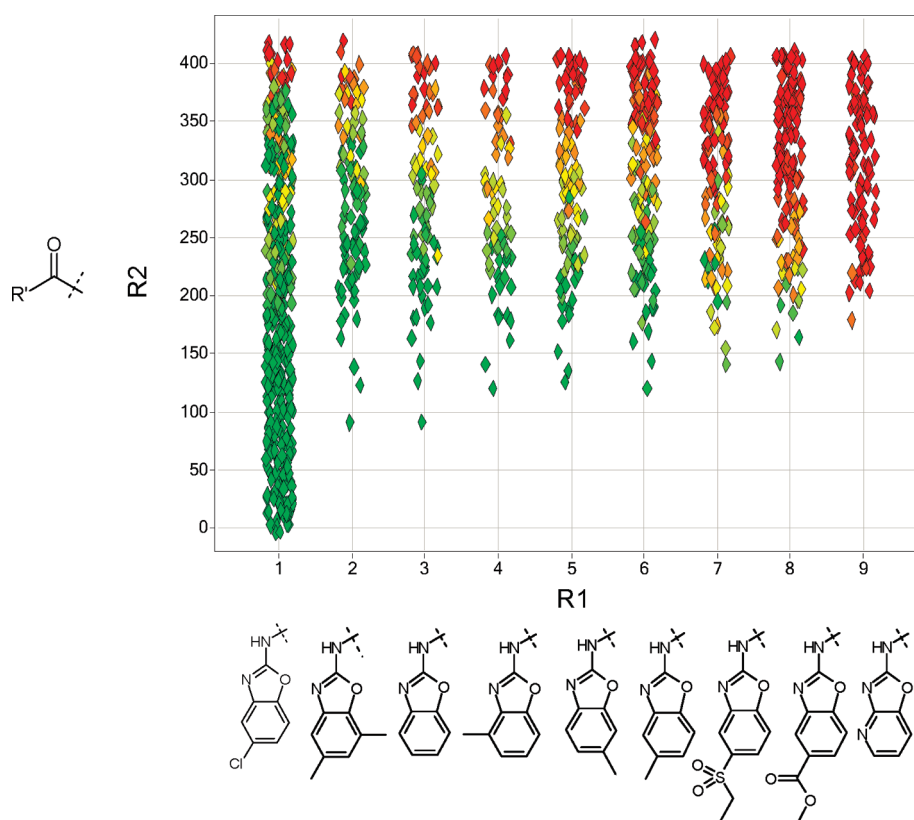 400
350
300
250
200
150
100
50
0
R2
O
R'
1 2 3 4 5 6 7 8 9
R1
HN HN HN HN HN HN HN HN HN
N O N O N O N O N O N O N O N O N O
N
Cl
O S O
O O